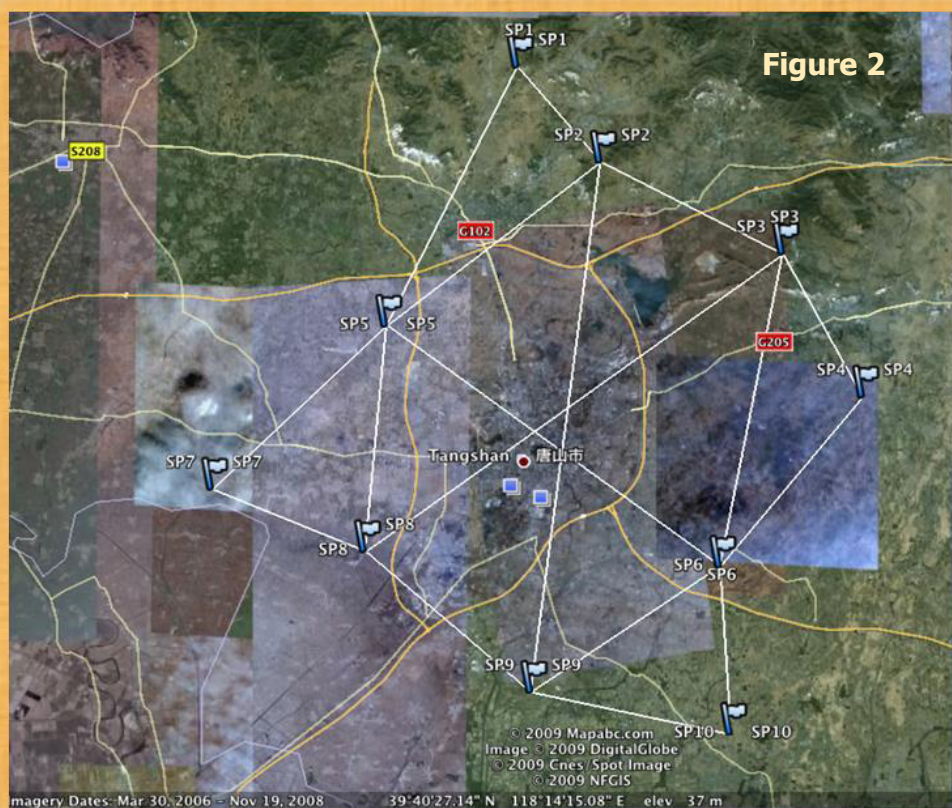 SP1
SP1
Figure 2
SP2 SP2
S208
SP3
SP3
G102
SP5 SP5
G205
SP4 SP4
Tangshan 唐山市
SP7 SP7
SP8
SP8
SP6
SP6
SP9 SP9
SP10 SP10
© 2009 Mapabc.com
Image © 2009 DigitalGlobe
© 2009 Cnes/Spot Image
© 2009 NFGIS
magery Dates: Mar 30, 2006 - Nov 19, 2008 39°40'27.14" N 118°14'15.08" E elev 37 m